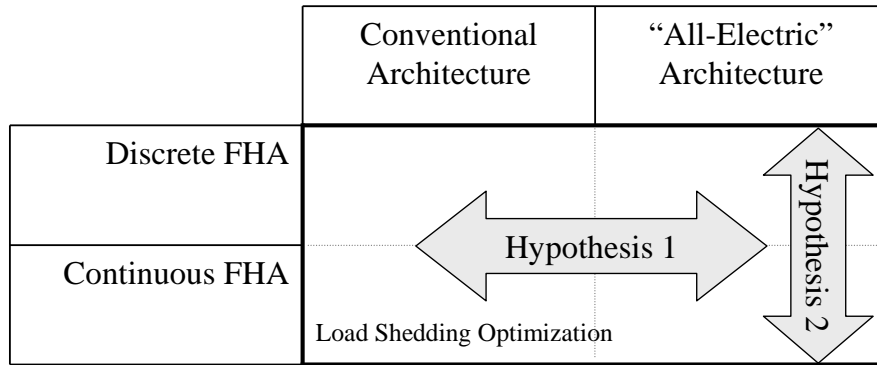 Conventional
Architecture
“All-Electric”
Architecture
Discrete FHA
Continuous FHA
Hypothesis 1
Hypothesis 2
Load Shedding Optimization